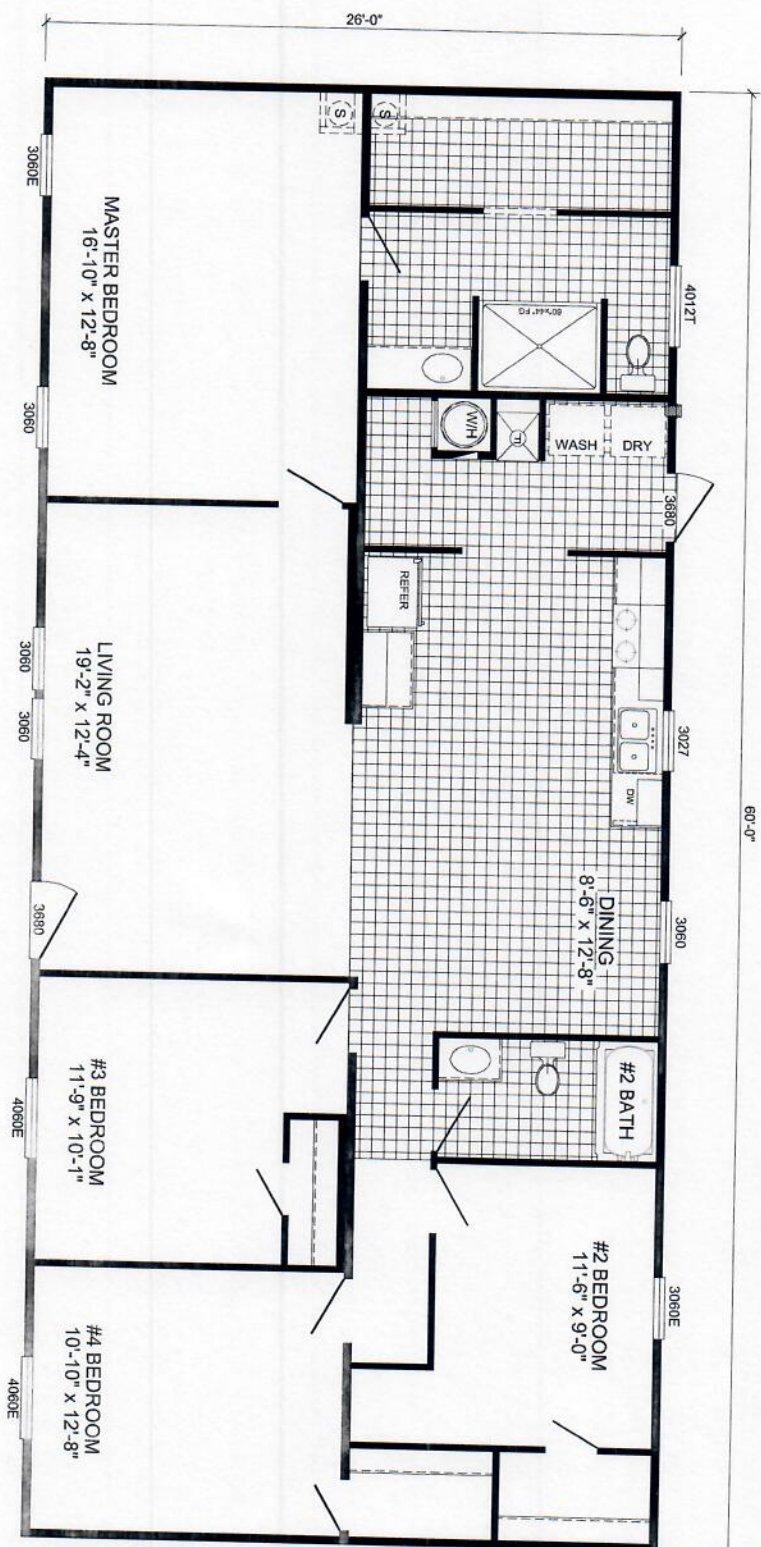 26'-0"
60'-0"
S
S
3060E
MASTER BEDROOM
16'-10" x 12'-8"
3060
4012T
60"x44" FG
W/H
T
WASH
DRY
3680
REFER
LIVING ROOM
19'-2" x 12'-4"
3060
3060
3680
3027
DW
DINING
8'-6" x 12'-8"
3060
#2 BATH
#3 BEDROOM
11'-9" x 10'-1"
4060E
#2 BEDROOM
11'-6" x 9'-0"
3060E
#4 BEDROOM
10'-10" x 12'-8"
4060E